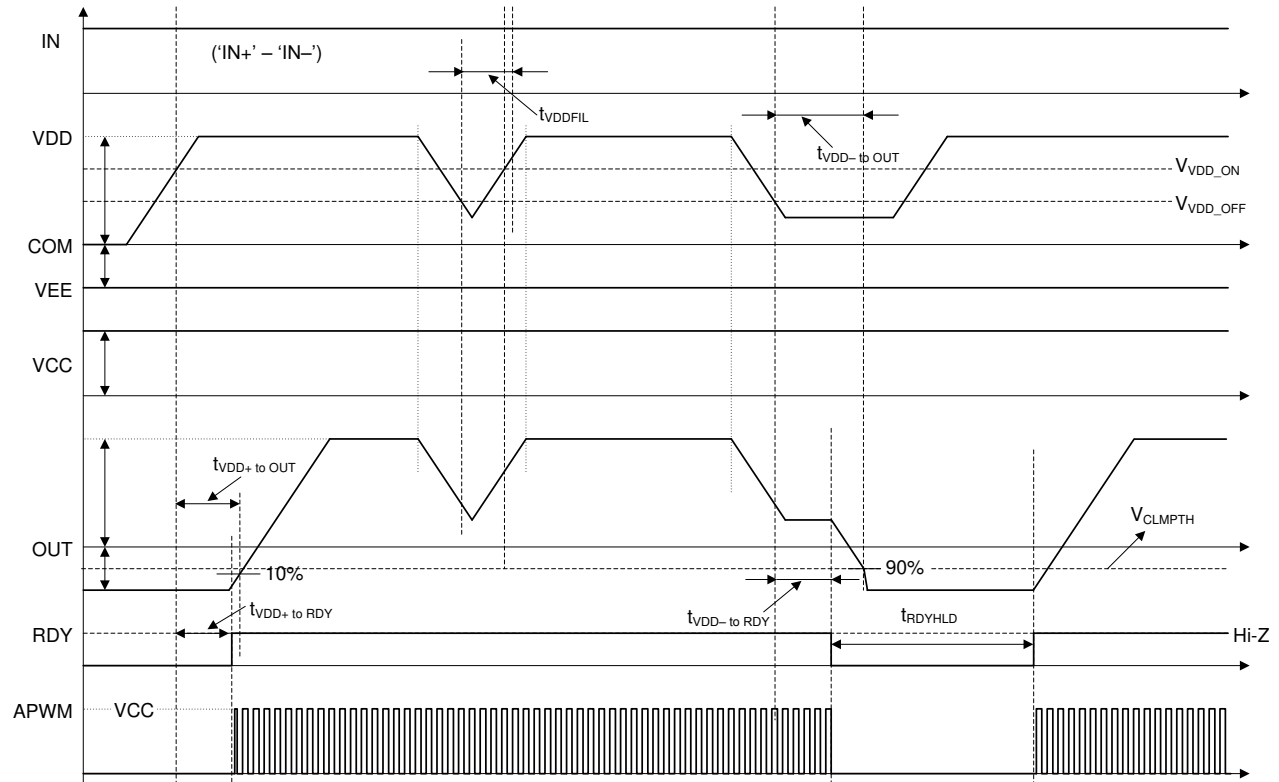 IN
(‘IN+’ – ‘IN–’)
tVDDFIL
VDD
tVDD– to OUT
VVDD_ON
VVDD_OFF
COM
VEE
VCC
tVDD+ to OUT
VCLMPTH
OUT
10%
90%
tVDD+ to RDY
tVDD– to RDY
tRDYHLD
RDY
Hi-Z
APWM
VCC